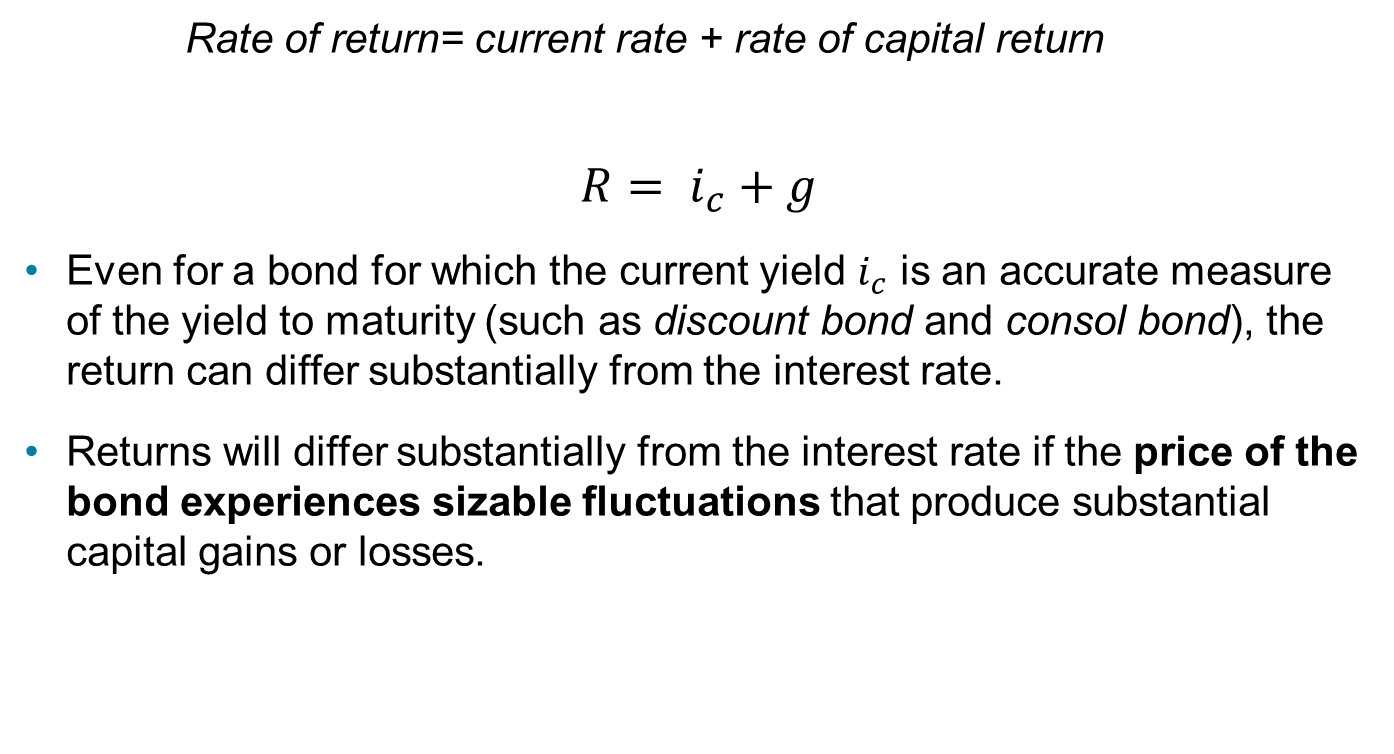 Rate of return= current rate + rate of capital return
R = i_c + g
• Even for a bond for which the current yield i_c is an accurate measure
of the yield to maturity (such as discount bond and consol bond), the
return can differ substantially from the interest rate.
• Returns will differ substantially from the interest rate if the price of the
bond experiences sizable fluctuations that produce substantial
capital gains or losses.